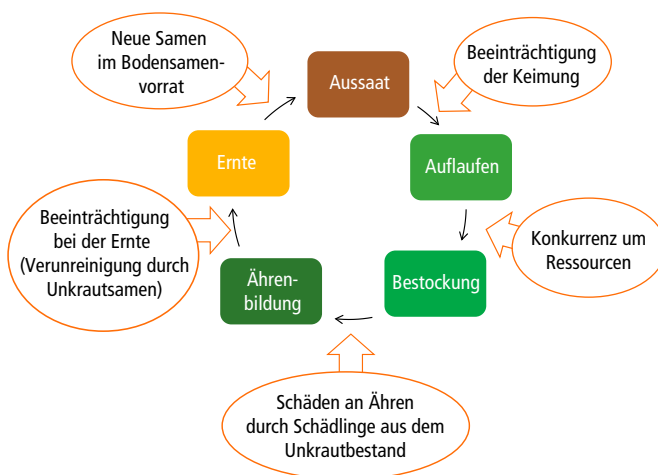 Neue Samen
im Bodensamen-
vorrat
Aussaat
Beeinträchtigung
der Keimung
Ernte
Auflaufen
Beeinträchtigung
bei der Ernte
(Verunreinigung durch
Unkrautsamen)
Konkurrenz um
Ressourcen
Ähren-
bildung
Bestockung
Schäden an Ähren
durch Schädlinge aus dem
Unkrautbestand